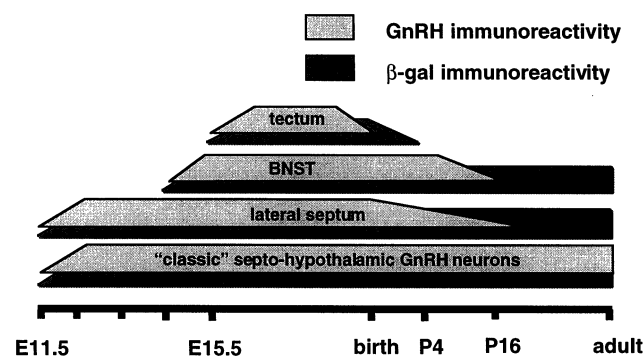 GnRH immunoreactivity
β-gal immunoreactivity
tectum
BNST
lateral septum
"classic" septo-hypothalamic GnRH neurons
E11.5 E15.5 birth P4 P16 adult